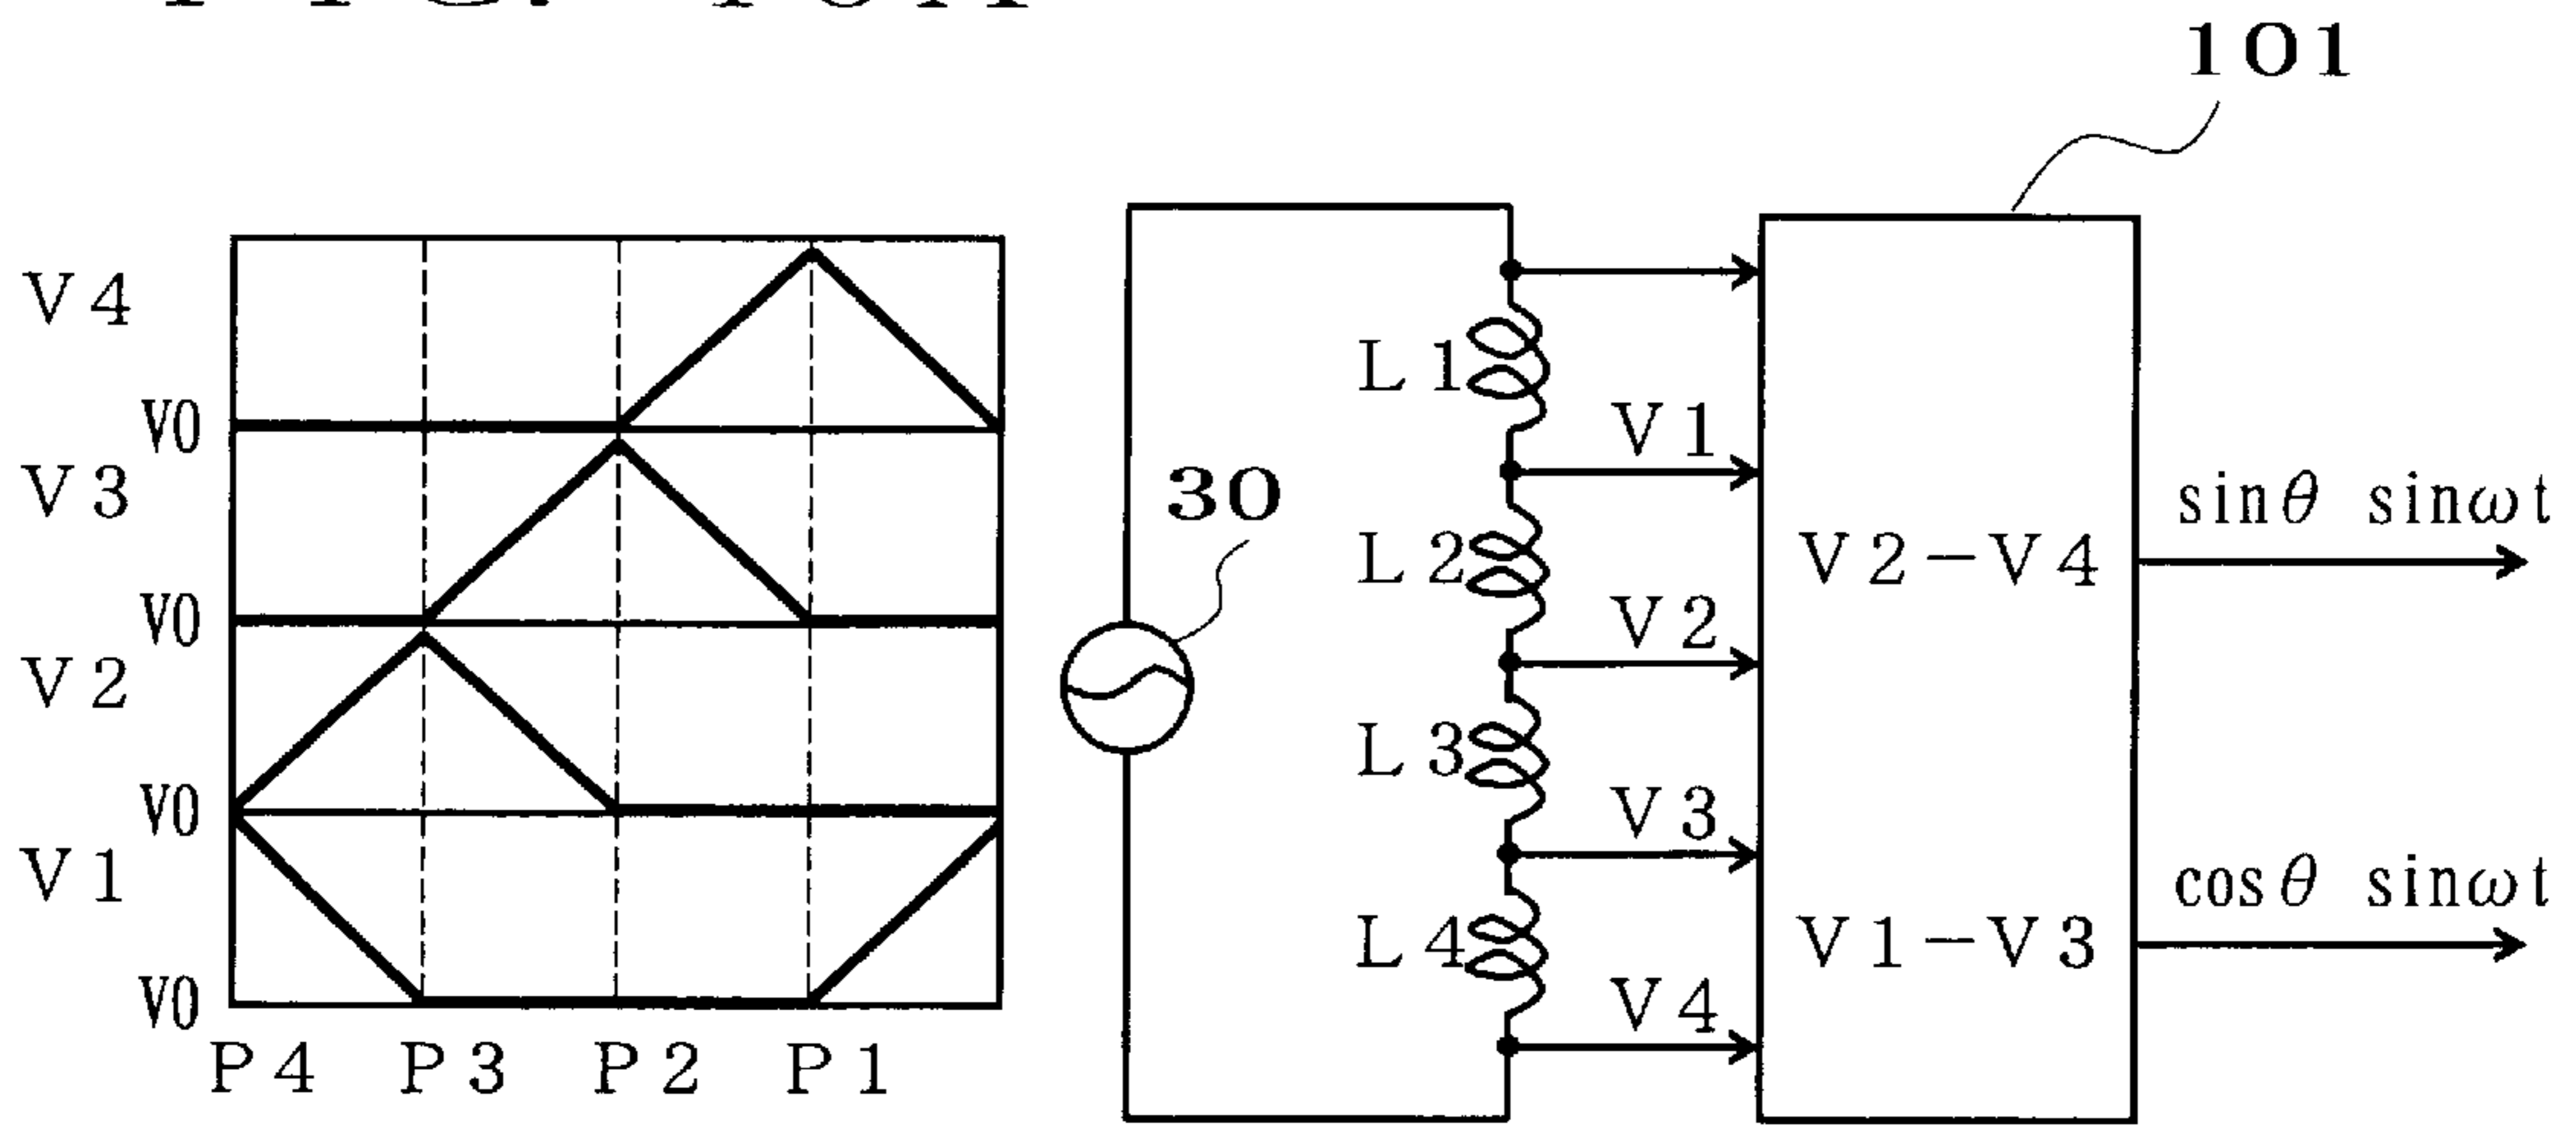 101
V4
V0
V3
V0
V2
V0
V1
V0
P4 P3 P2 P1
30
L1
V1
L2
V2
L3
V3
L4
V4
V2-V4
V1-V3
sinθ sinωt
cosθ sinωt